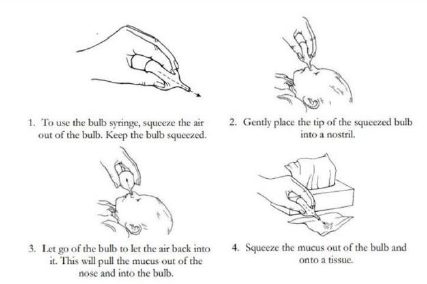 1. To use the bulb syringe, squeeze the air
out of the bulb. Keep the bulb squeezed.
2. Gently place the tip of the squeezed bulb
into a nostril.
3. Let go of the bulb to let the air back into
it. This will pull the mucus out of the
nose and into the bulb.
4. Squeeze the mucus out of the bulb and
onto a tissue.